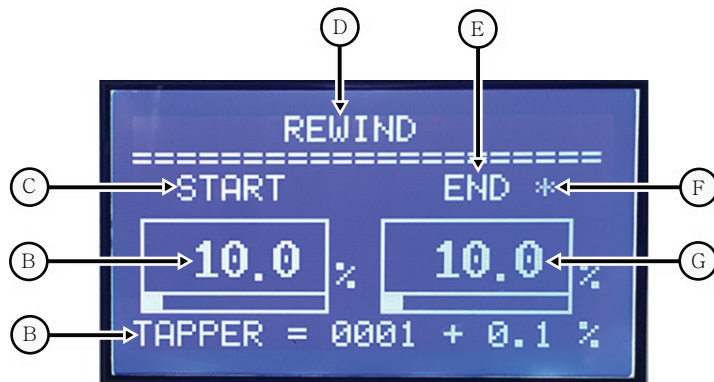 D E
REWIND
======================
C START END * F
B 10.0 % 10.0 % G
B TAPPER = 0001 + 0.1 %